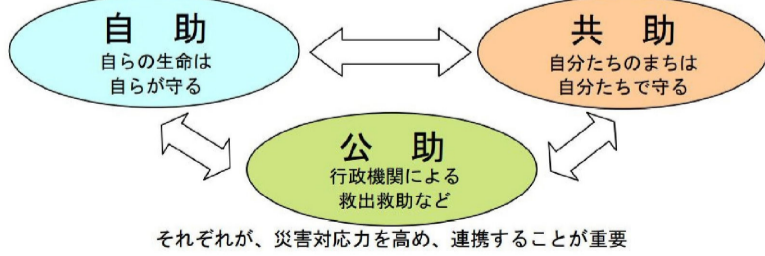 自　助
自らの生命は
自らが守る
共　助
自分たちのまちは
自分たちで守る
公　助
行政機関による
救出救助など
それぞれが、災害対応力を高め、連携することが重要